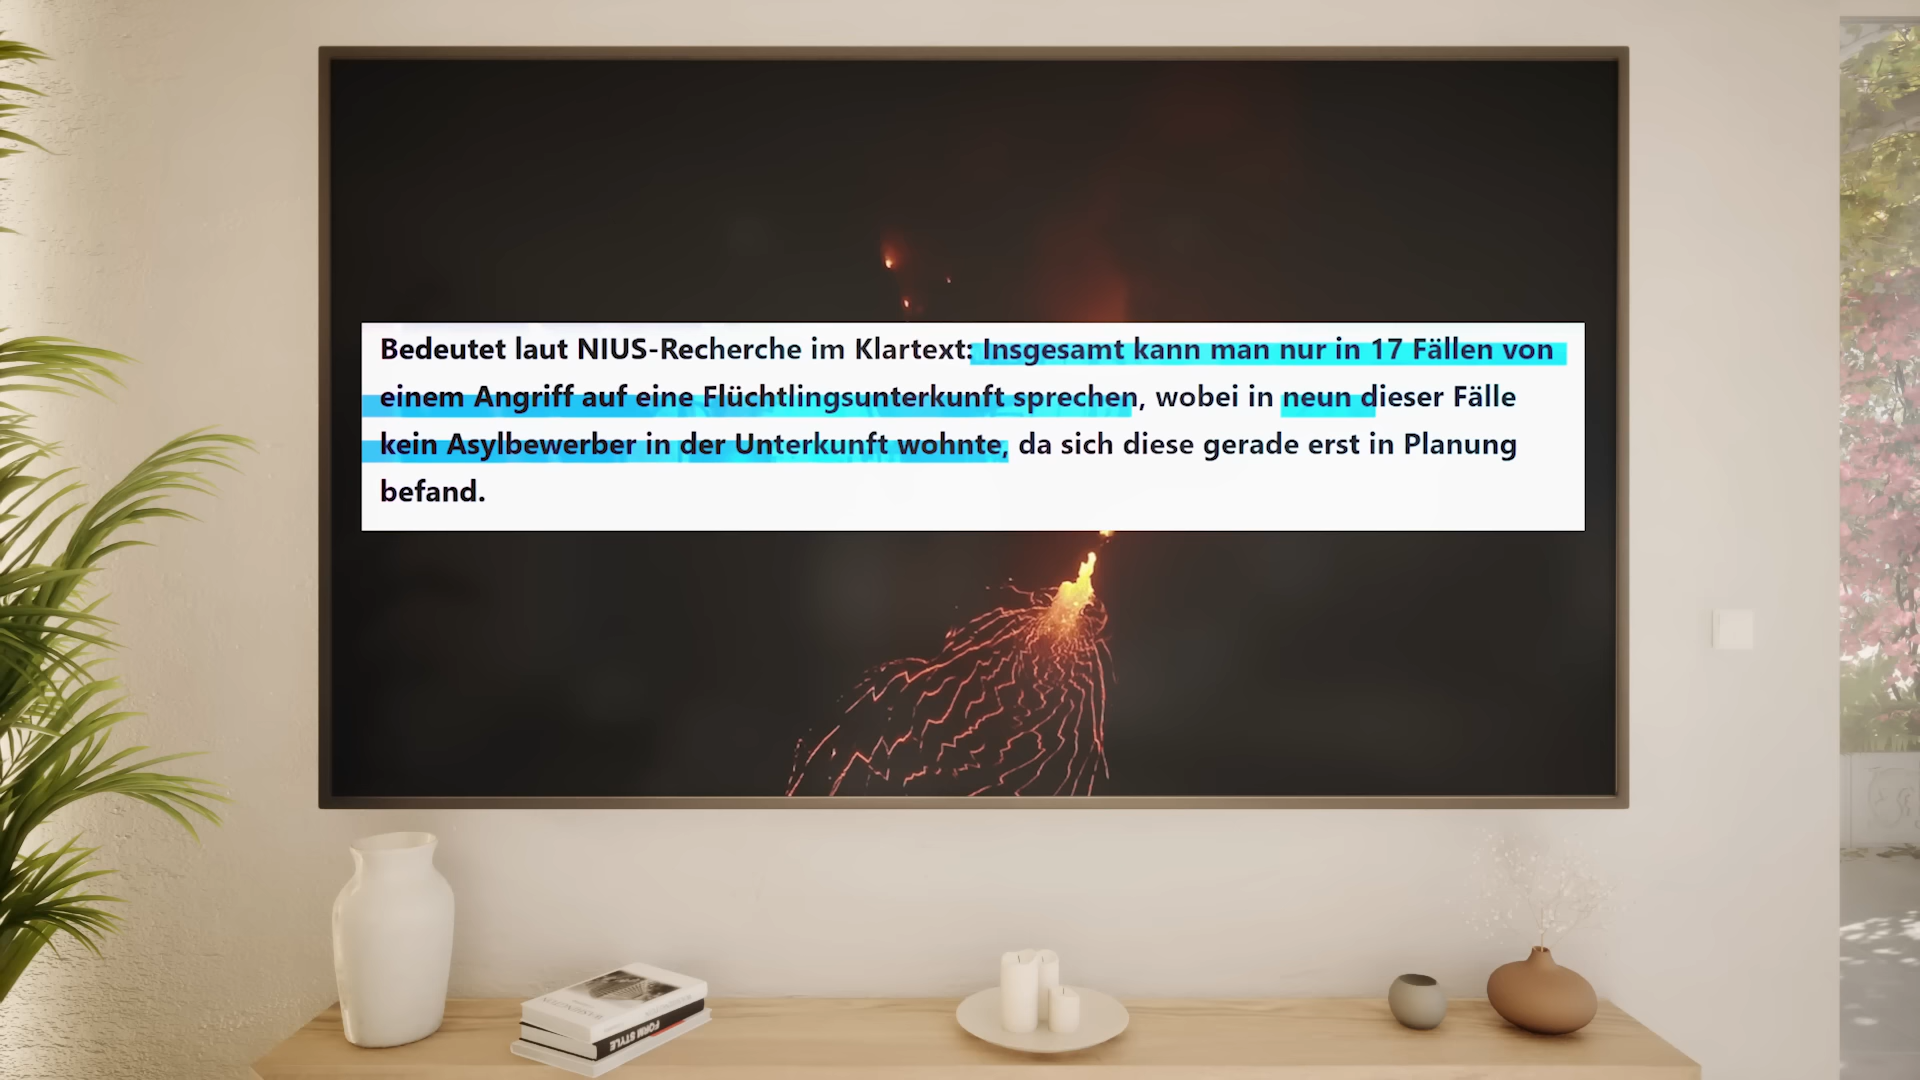 Bedeutet laut NIUS-Recherche im Klartext: Insgesamt kann man nur in 17 Fällen von
einem Angriff auf eine Flüchtlingsunterkunft sprechen, wobei in neun dieser Fälle
kein Asylbewerber in der Unterkunft wohnte, da sich diese gerade erst in Planung
befand.
FORM STYLE